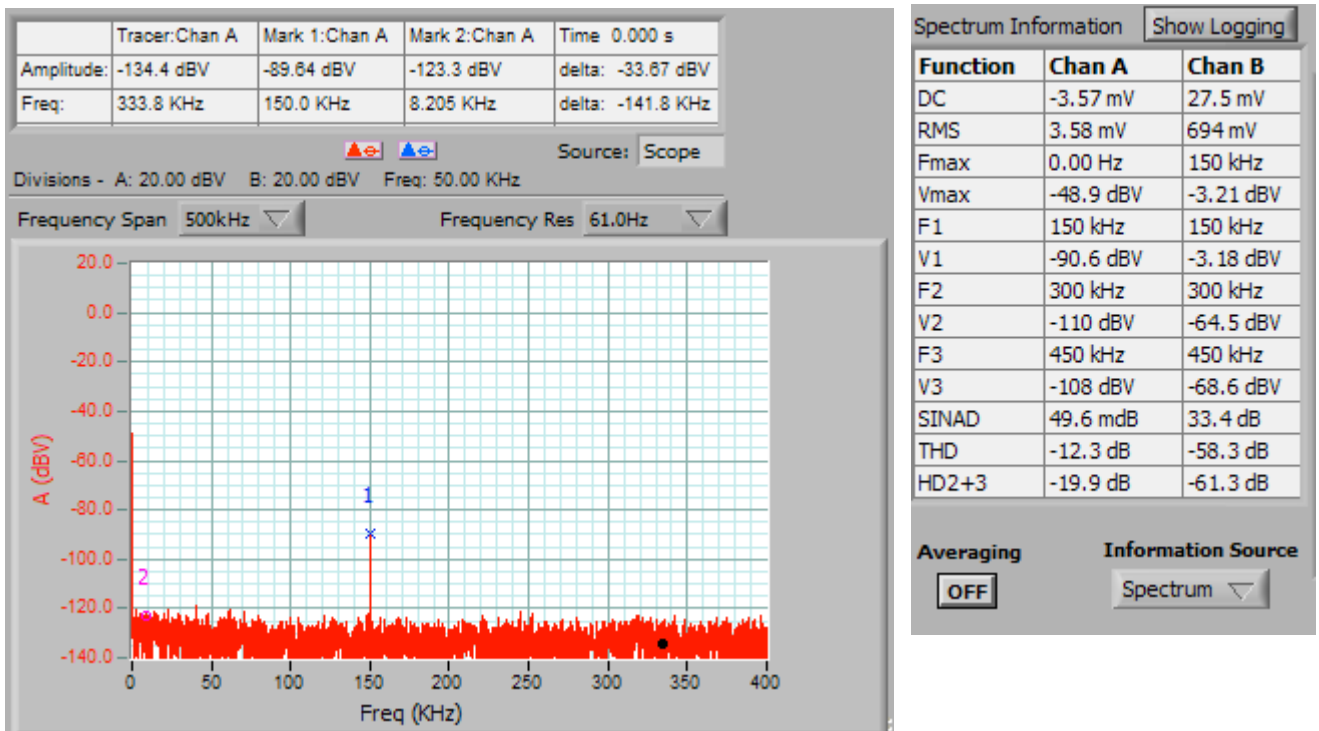 Tracer:Chan A Mark 1:Chan A Mark 2:Chan A Time 0.000 s
Amplitude: -134.4 dBV -89.64 dBV -123.3 dBV delta: -33.67 dBV
Freq: 333.8 KHz 150.0 KHz 8.205 KHz delta: -141.8 KHz
Source: Scope
Divisions - A: 20.00 dBV B: 20.00 dBV Freq: 50.00 KHz
Frequency Span 500kHz Frequency Res 61.0Hz
20.0
0.0
-20.0
-40.0
-60.0
-80.0
-100.0
-120.0
-140.0
A (dBV)
1
2
0 50 100 150 200 250 300 350 400
Freq (KHz)
Spectrum Information Show Logging
Function Chan A Chan B
DC -3.57 mV 27.5 mV
RMS 3.58 mV 694 mV
Fmax 0.00 Hz 150 kHz
Vmax -48.9 dBV -3.21 dBV
F1 150 kHz 150 kHz
V1 -90.6 dBV -3.18 dBV
F2 300 kHz 300 kHz
V2 -110 dBV -64.5 dBV
F3 450 kHz 450 kHz
V3 -108 dBV -68.6 dBV
SINAD 49.6 mdB 33.4 dB
THD -12.3 dB -58.3 dB
HD2+3 -19.9 dB -61.3 dB
Averaging Information Source
OFF Spectrum